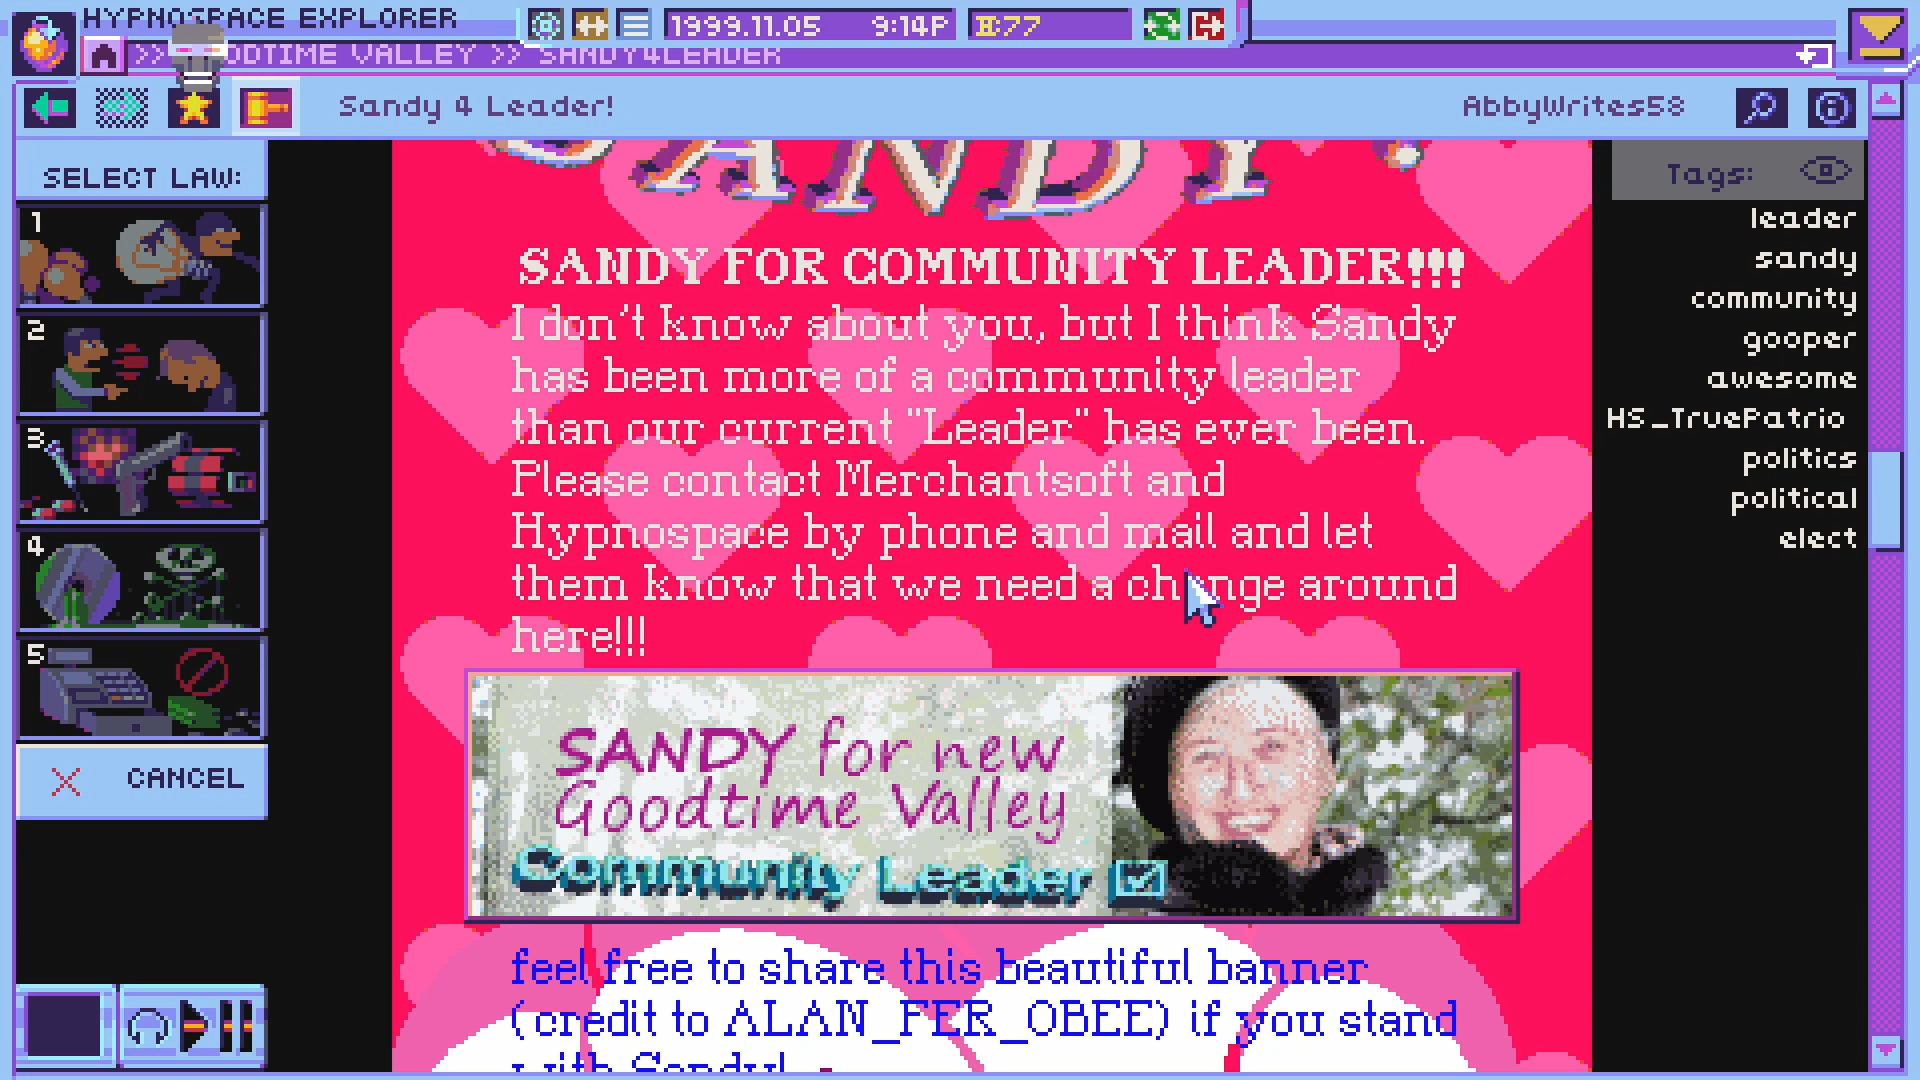 HYPNOSPACE EXPLORER
1999.11.05 9:14P
77
>> ODTIME VALLEY >> SANDY4LEADER
Sandy 4 Leader!
AbbyWrites58
SELECT LAW:
1
2
3
4
5
CANCEL
SANDY
SANDY FOR COMMUNITY LEADER!!!
I don't know about you, but I think Sandy
has been more of a community leader
than our current "Leader" has ever been.
Please contact Merchantsoft and
Hypnospace by phone and mail and let
them know that we need a change around
here!!!
SANDY for new
Goodtime Valley
Community Leader
feel free to share this beautiful banner
(credit to ALAN_FER_OBEE) if you stand
with Sandy!
Tags:
leader
sandy
community
gooper
awesome
HS_TruePatrio
politics
political
elect